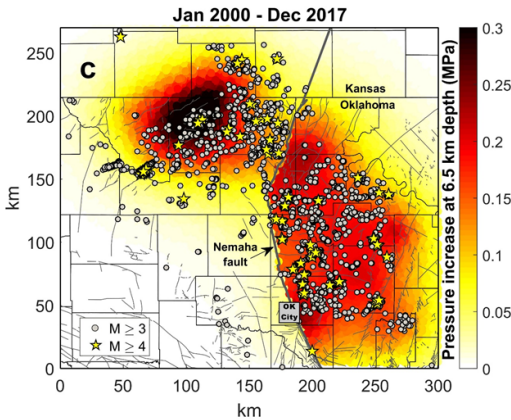 Jan 2000 - Dec 2017
C
Kansas
Oklahoma
Nemaha
fault
OK
City
M ≥ 3
M ≥ 4
250
200
150
100
50
0
km
0 50 100 150 200 250 300
km
0.3
0.25
0.2
0.15
0.1
0.05
0
Pressure increase at 6.5 km depth (MPa)